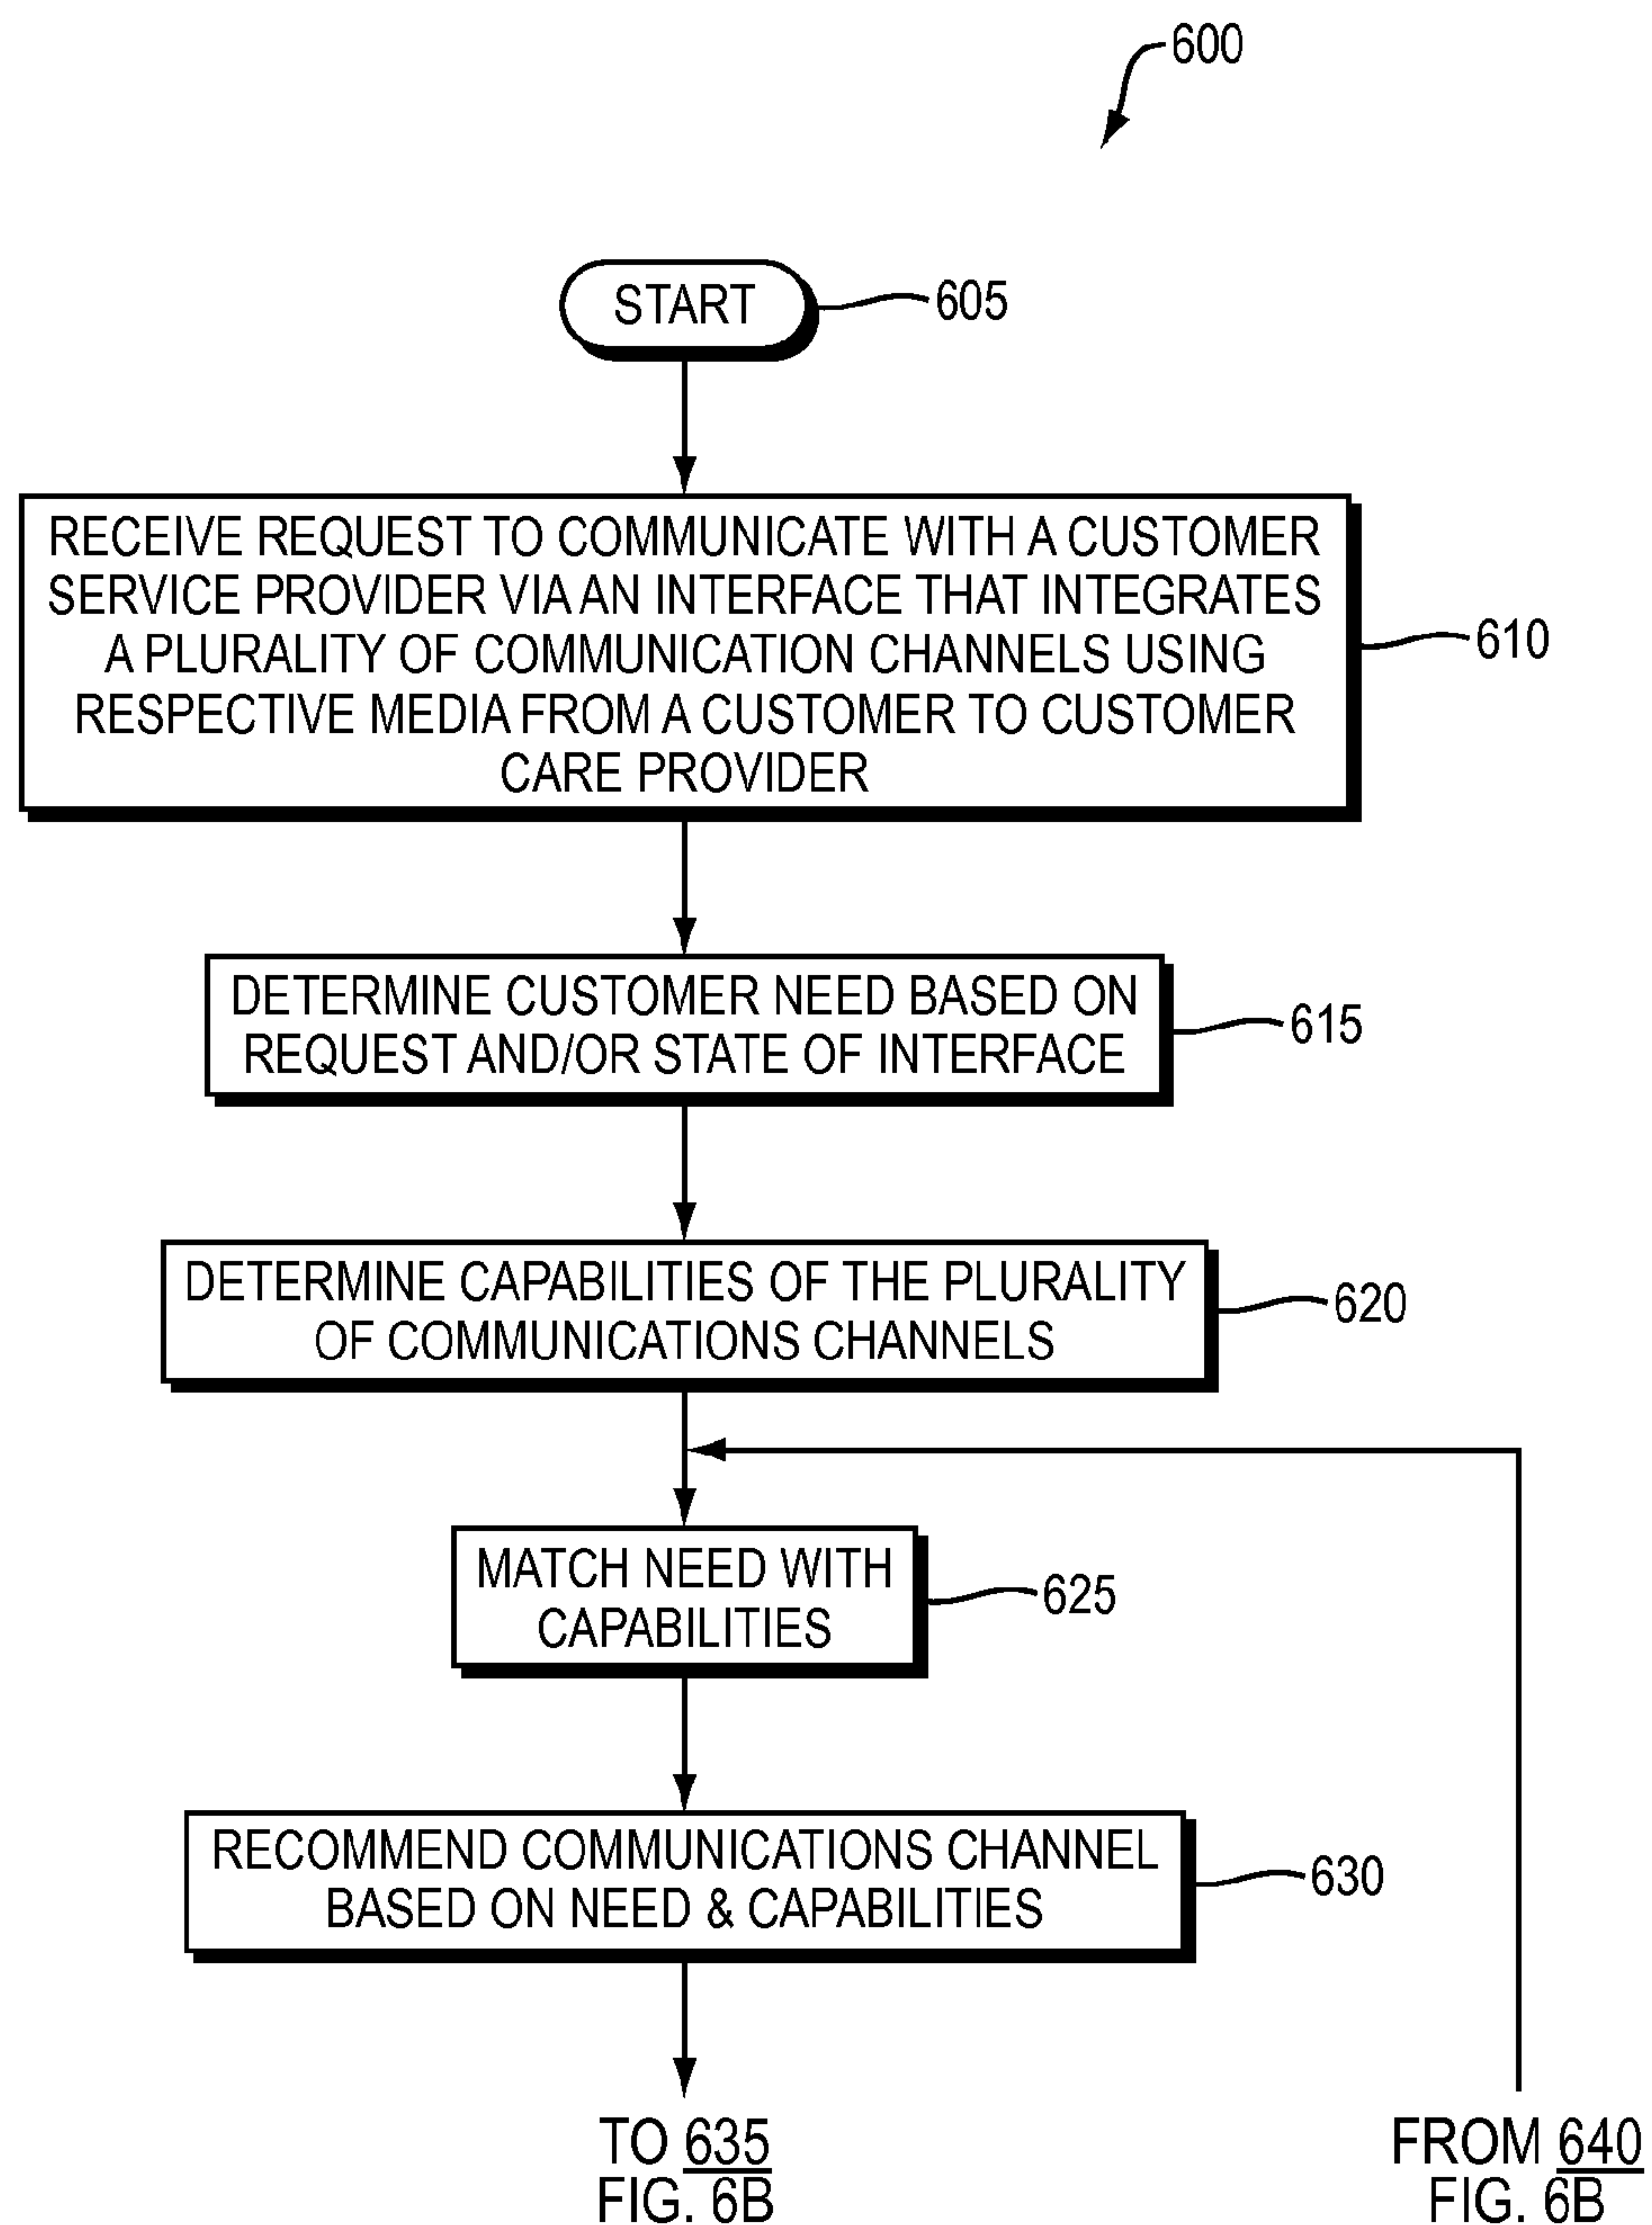 600
START
605
RECEIVE REQUEST TO COMMUNICATE WITH A CUSTOMER
SERVICE PROVIDER VIA AN INTERFACE THAT INTEGRATES
A PLURALITY OF COMMUNICATION CHANNELS USING
RESPECTIVE MEDIA FROM A CUSTOMER TO CUSTOMER
CARE PROVIDER
610
DETERMINE CUSTOMER NEED BASED ON
REQUEST AND/OR STATE OF INTERFACE
615
DETERMINE CAPABILITIES OF THE PLURALITY
OF COMMUNICATIONS CHANNELS
620
MATCH NEED WITH
CAPABILITIES
625
RECOMMEND COMMUNICATIONS CHANNEL
BASED ON NEED & CAPABILITIES
630
TO 635
FIG. 6B
FROM 640
FIG. 6B